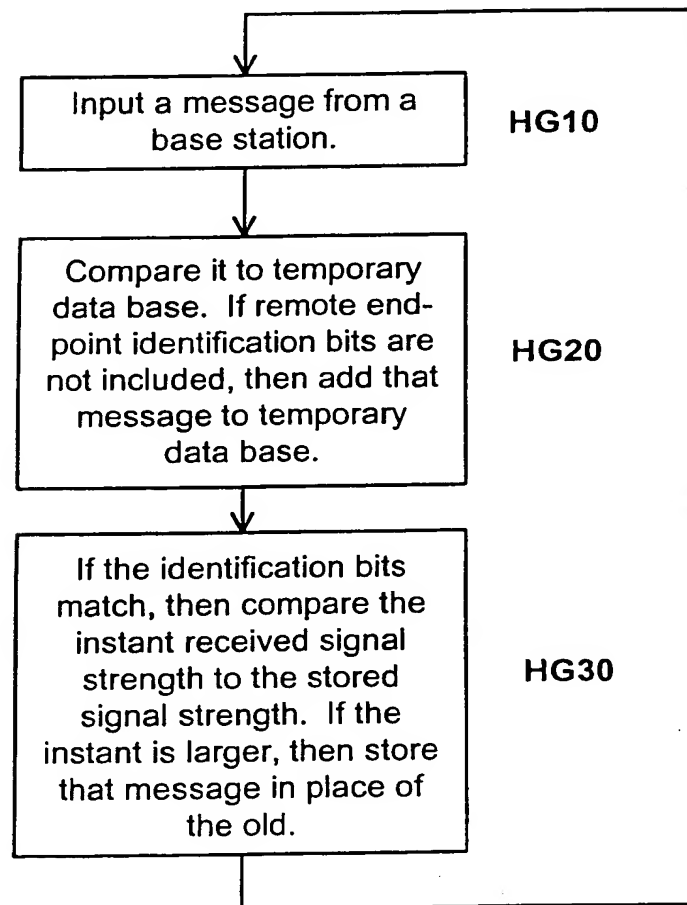 Input a message from a
base station.
HG10
Compare it to temporary
data base. If remote end-
point identification bits are
not included, then add that
message to temporary
data base.
HG20
If the identification bits
match, then compare the
instant received signal
strength to the stored
signal strength. If the
instant is larger, then store
that message in place of
the old.
HG30